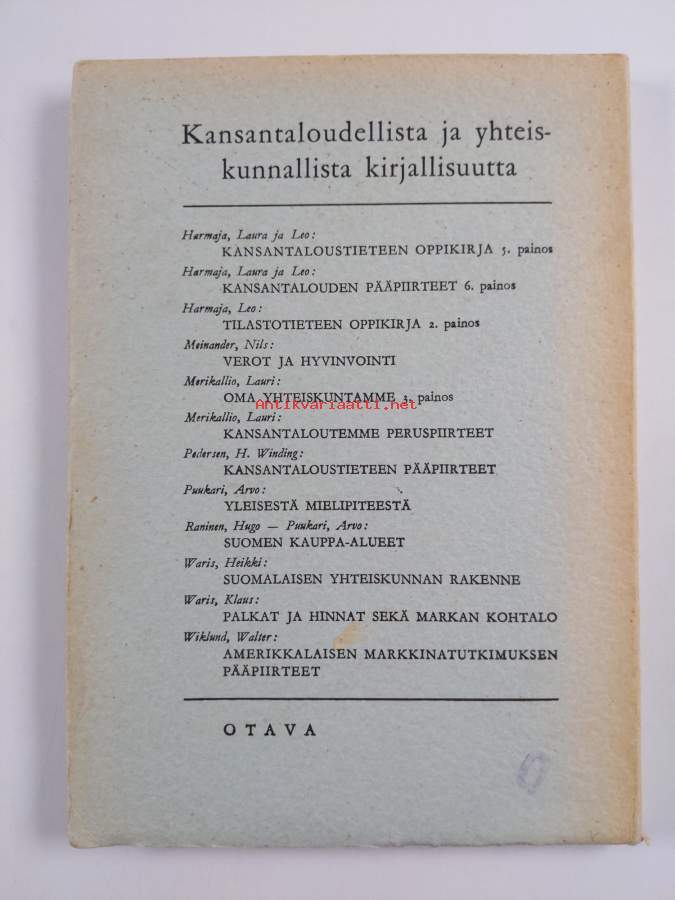 Kansantaloudellista ja yhteis-
kunnallista kirjallisuutta
Harmaja, Laura ja Leo:
KANSANTALOUSTIETEEN OPPIKIRJA 5. painos
Harmaja, Laura ja Leo:
KANSANTALOUDEN PÄÄPIIRTEET 6. painos
Harmaja, Leo:
TILASTOTIETEEN OPPIKIRJA 2. painos
Meinander, Nils:
VEROT JA HYVINVOINTI
Merikallio, Lauri:
OMA YHTEISKUNTAMME 3. painos
Antikvariaatti.net
Merikallio, Lauri:
KANSANTALOUTEMME PERUSPIIRTEET
Pedersen, H. Winding:
KANSANTALOUSTIETEEN PÄÄPIIRTEET
Puukari, Arvo:
YLEISESTÄ MIELIPITEESTÄ
Raninen, Hugo — Puukari, Arvo:
SUOMEN KAUPPA-ALUEET
Waris, Heikki:
SUOMALAISEN YHTEISKUNNAN RAKENNE
Waris, Klaus:
PALKAT JA HINNAT SEKÄ MARKAN KOHTALO
Wiklund, Walter:
AMERIKKALAISEN MARKKINATUTKIMUKSEN
PÄÄPIIRTEET
OTAVA